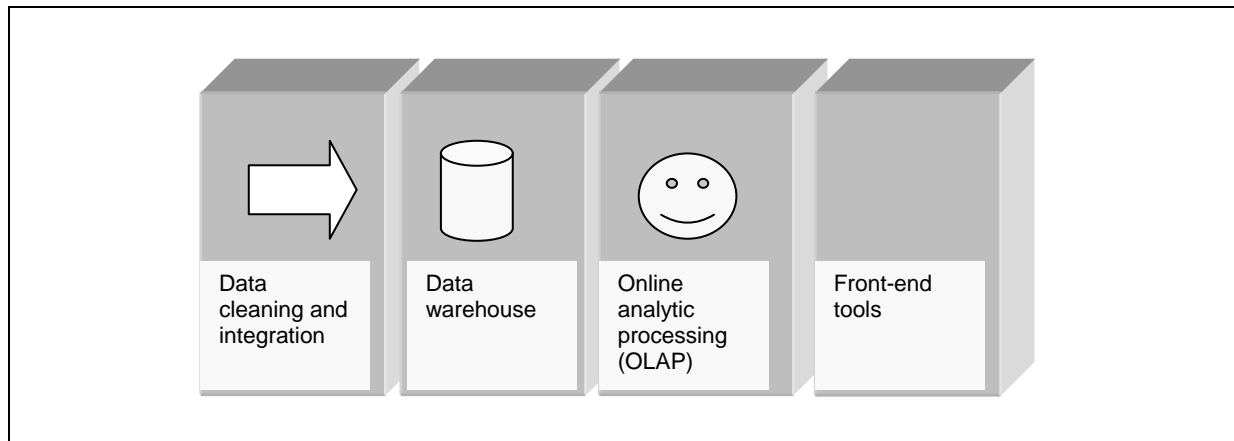 Data
cleaning and
integration
Data
warehouse
Online
analytic
processing
(OLAP)
Front-end
tools